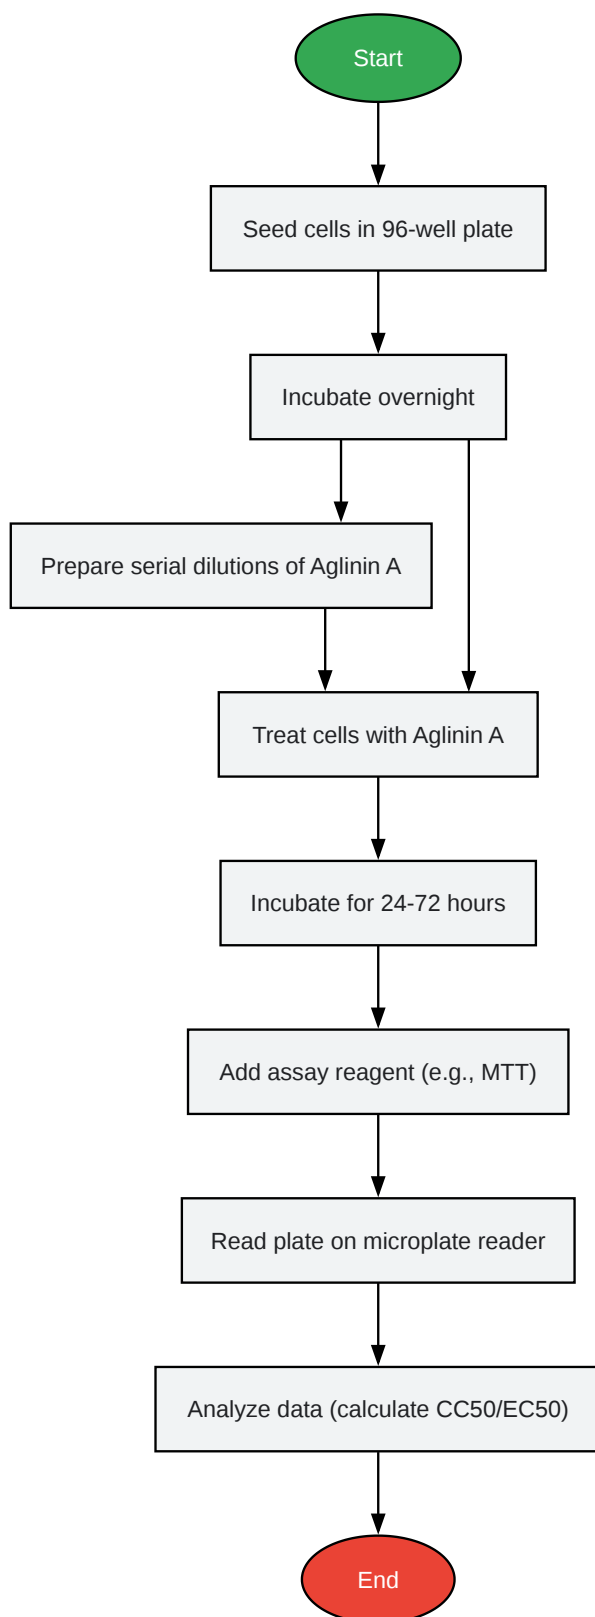 Start
Seed cells in 96-well plate
Incubate overnight
Prepare serial dilutions of Aglinin A
Treat cells with Aglinin A
Incubate for 24-72 hours
Add assay reagent (e.g., MTT)
Read plate on microplate reader
Analyze data (calculate CC50/EC50)
End